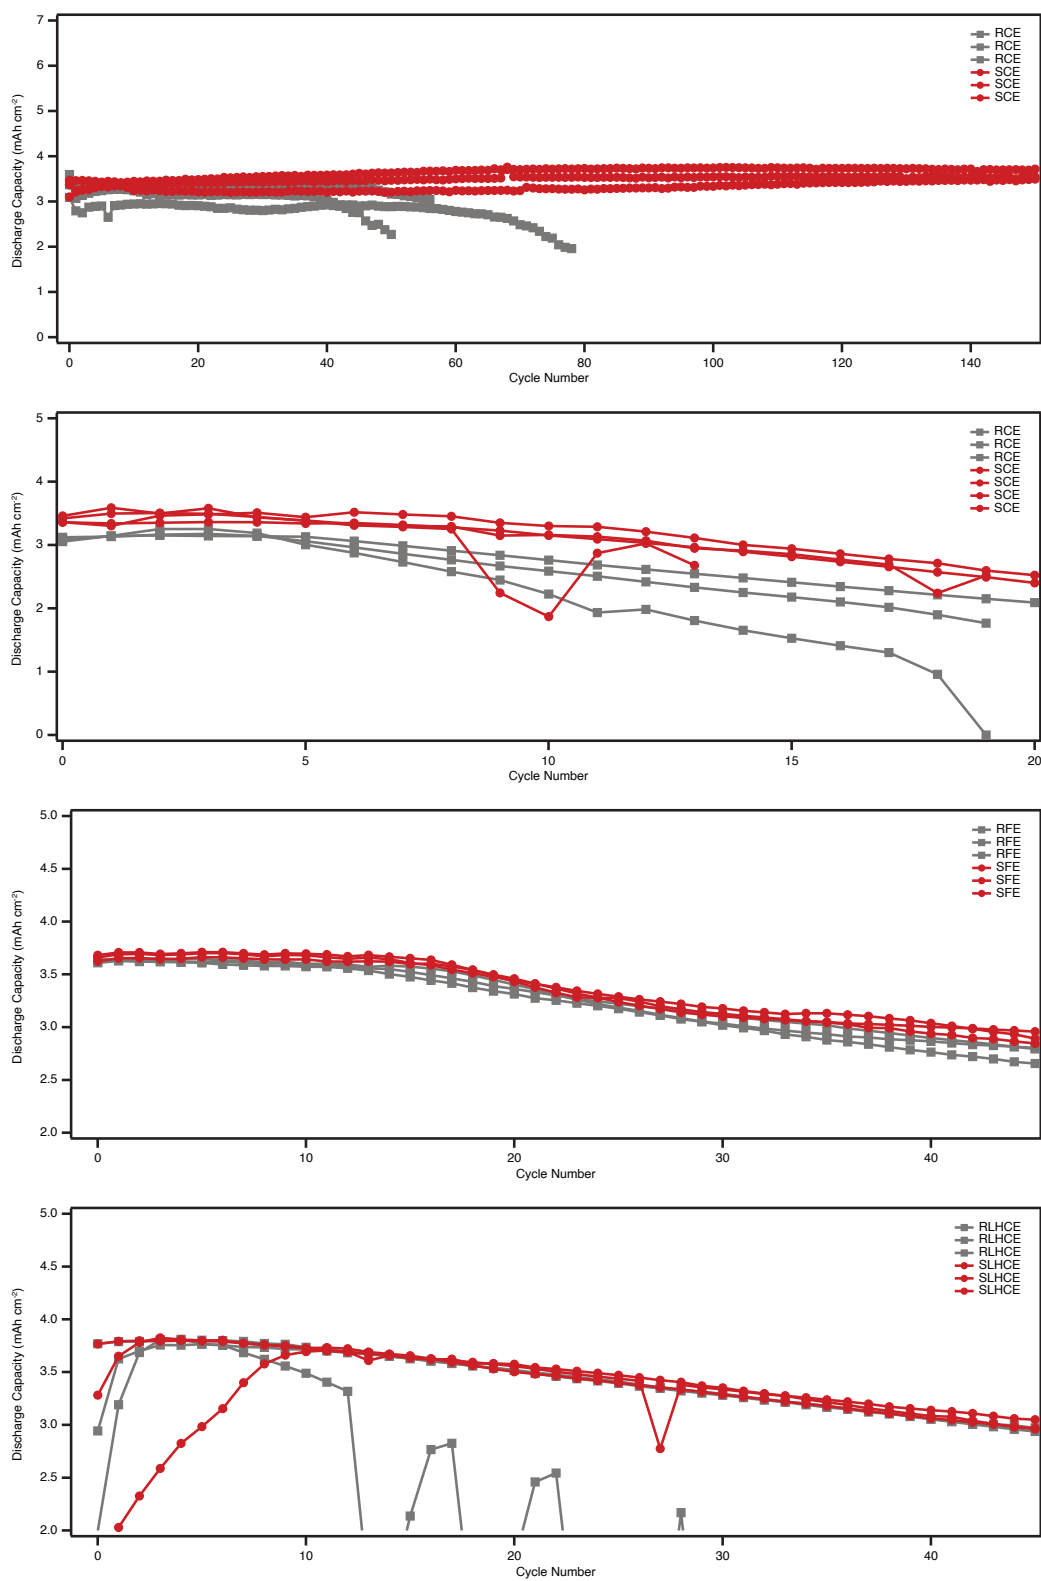 7
6
5
4
3
2
1
0
Discharge Capacity (mAh cm⁻²)
RCE
RCE
RCE
SCE
SCE
SCE
0 20 40 60 80 100 120 140
Cycle Number
5
4
3
2
1
0
Discharge Capacity (mAh cm⁻²)
RCE
RCE
RCE
SCE
SCE
SCE
SCE
0 5 10 15 20
Cycle Number
5.0
4.5
4.0
3.5
3.0
2.5
2.0
Discharge Capacity (mAh cm⁻²)
RFE
RFE
RFE
SFE
SFE
SFE
0 10 20 30 40
Cycle Number
5.0
4.5
4.0
3.5
3.0
2.5
2.0
Discharge Capacity (mAh cm⁻²)
RLHCE
RLHCE
RLHCE
SLHCE
SLHCE
SLHCE
0 10 20 30 40
Cycle Number